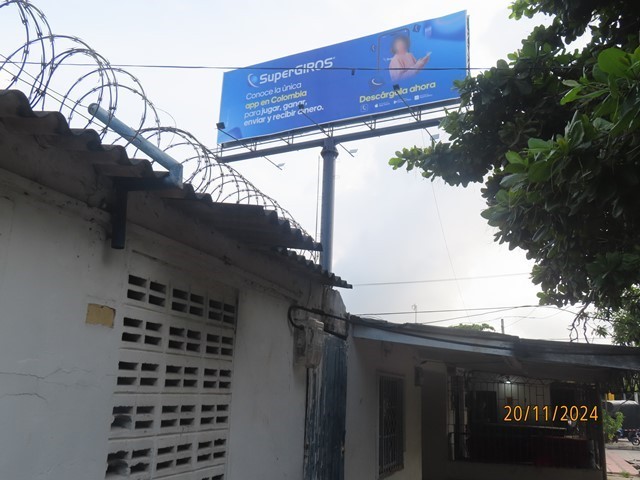 SuperGIROS
Conoce la única
app en Colombia
para jugar, ganar,
enviar y recibir dinero.
Descárgala ahora
20/11/2024